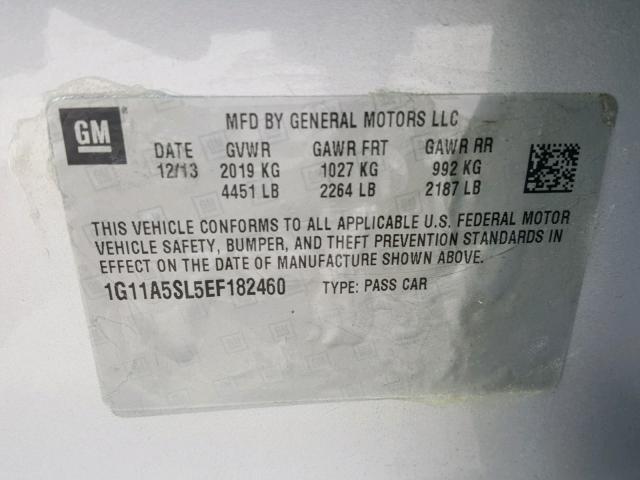 GM
MFD BY GENERAL MOTORS LLC
DATE GVWR GAWR FRT GAWR RR
12/13 2019 KG 1027 KG 992 KG
4451 LB 2264 LB 2187 LB
THIS VEHICLE CONFORMS TO ALL APPLICABLE U.S. FEDERAL MOTOR
VEHICLE SAFETY, BUMPER, AND THEFT PREVENTION STANDARDS IN
EFFECT ON THE DATE OF MANUFACTURE SHOWN ABOVE.
1G11A5SL5EF182460 TYPE: PASS CAR